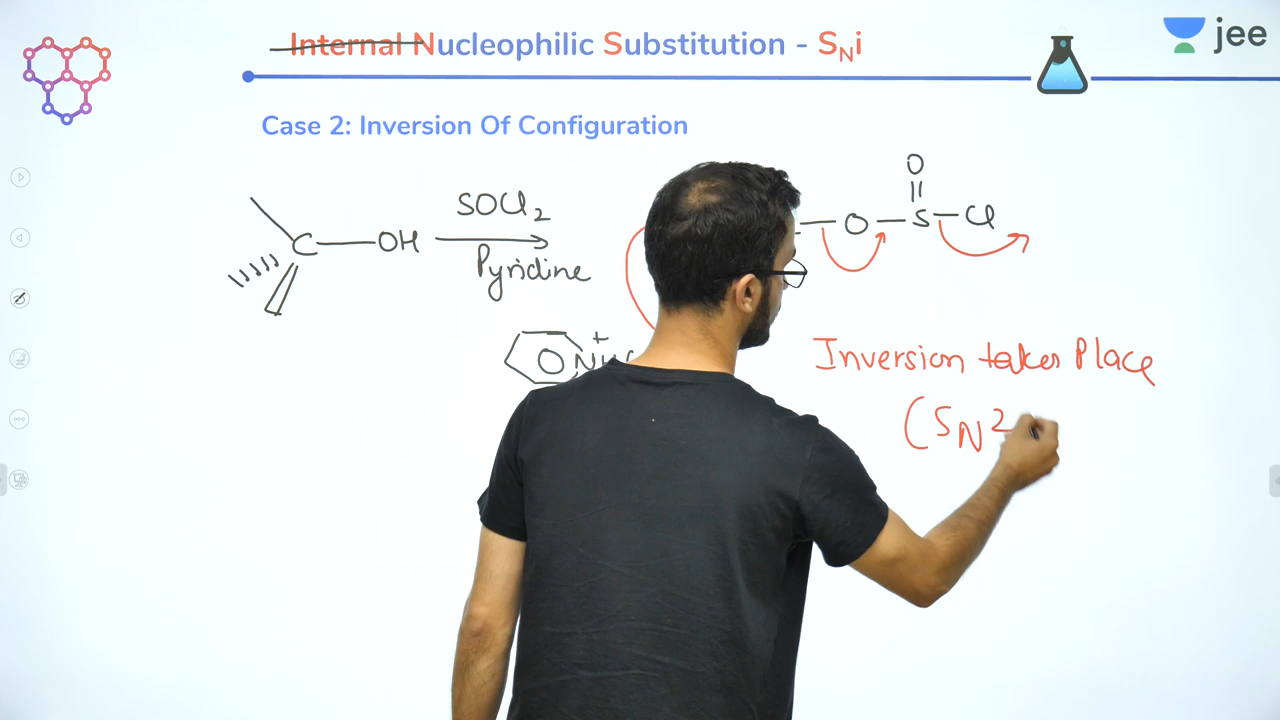 Internal Nucleophilic Substitution - SNi
jee
Case 2: Inversion Of Configuration
O
SOCl2
C OH
O S Cl
Pyridine
+
O N
Inversion takes Place
(SN2